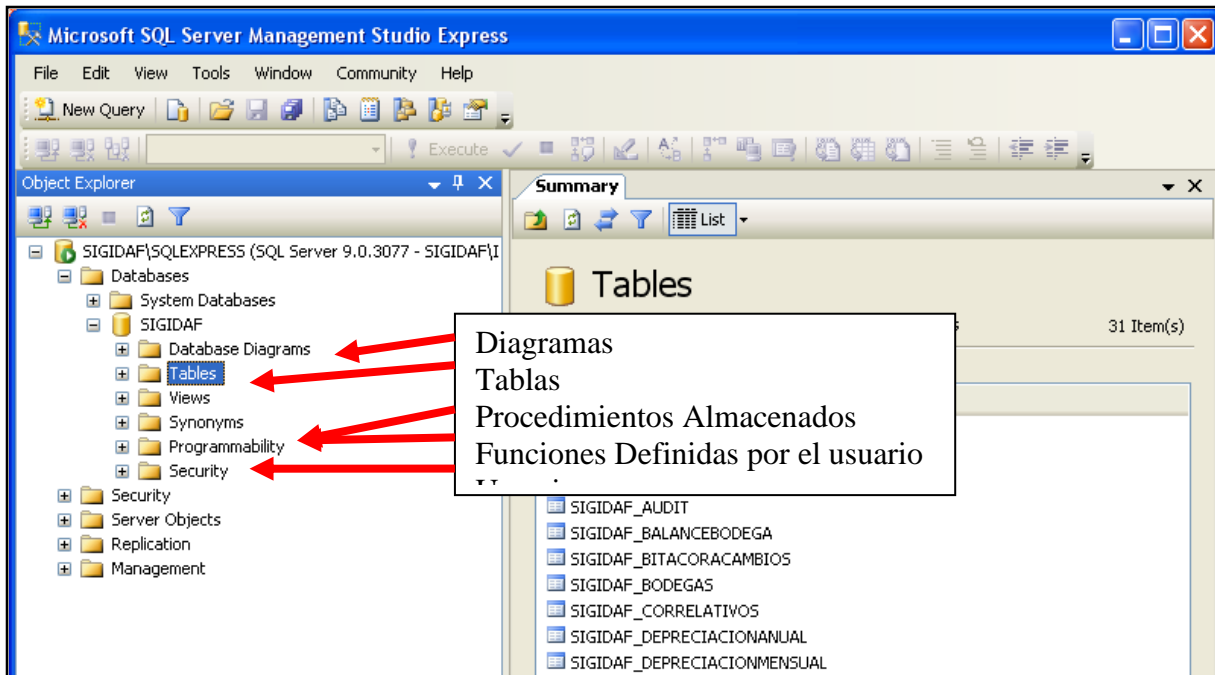 Microsoft SQL Server Management Studio Express
File Edit View Tools Window Community Help
New Query
Execute
Object Explorer
SIGIDAF\SQLEXPRESS (SQL Server 9.0.3077 - SIGIDAF\I
Databases
System Databases
SIGIDAF
Database Diagrams
Tables
Views
Synonyms
Programmability
Security
Security
Server Objects
Replication
Management
Summary
List
Tables
31 Item(s)
Diagramas
Tablas
Procedimientos Almacenados
Funciones Definidas por el usuario
SIGIDAF_AUDIT
SIGIDAF_BALANCEBODEGA
SIGIDAF_BITACORACAMBIOS
SIGIDAF_BODEGAS
SIGIDAF_CORRELATIVOS
SIGIDAF_DEPRECIACIONANUAL
SIGIDAF_DEPRECIACIONMENSUAL